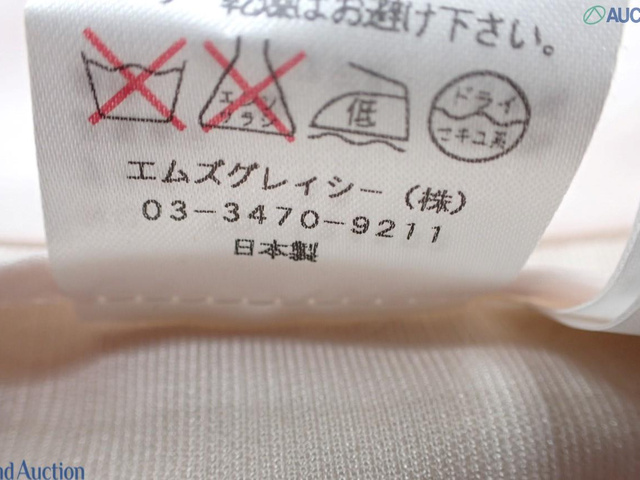 乾燥はお避け下さい。
エンソ
サラシ
低
ドライ
セキユ系
エムズグレイシー（株）
03-3470-9211
日本製
AUC
nd Auction